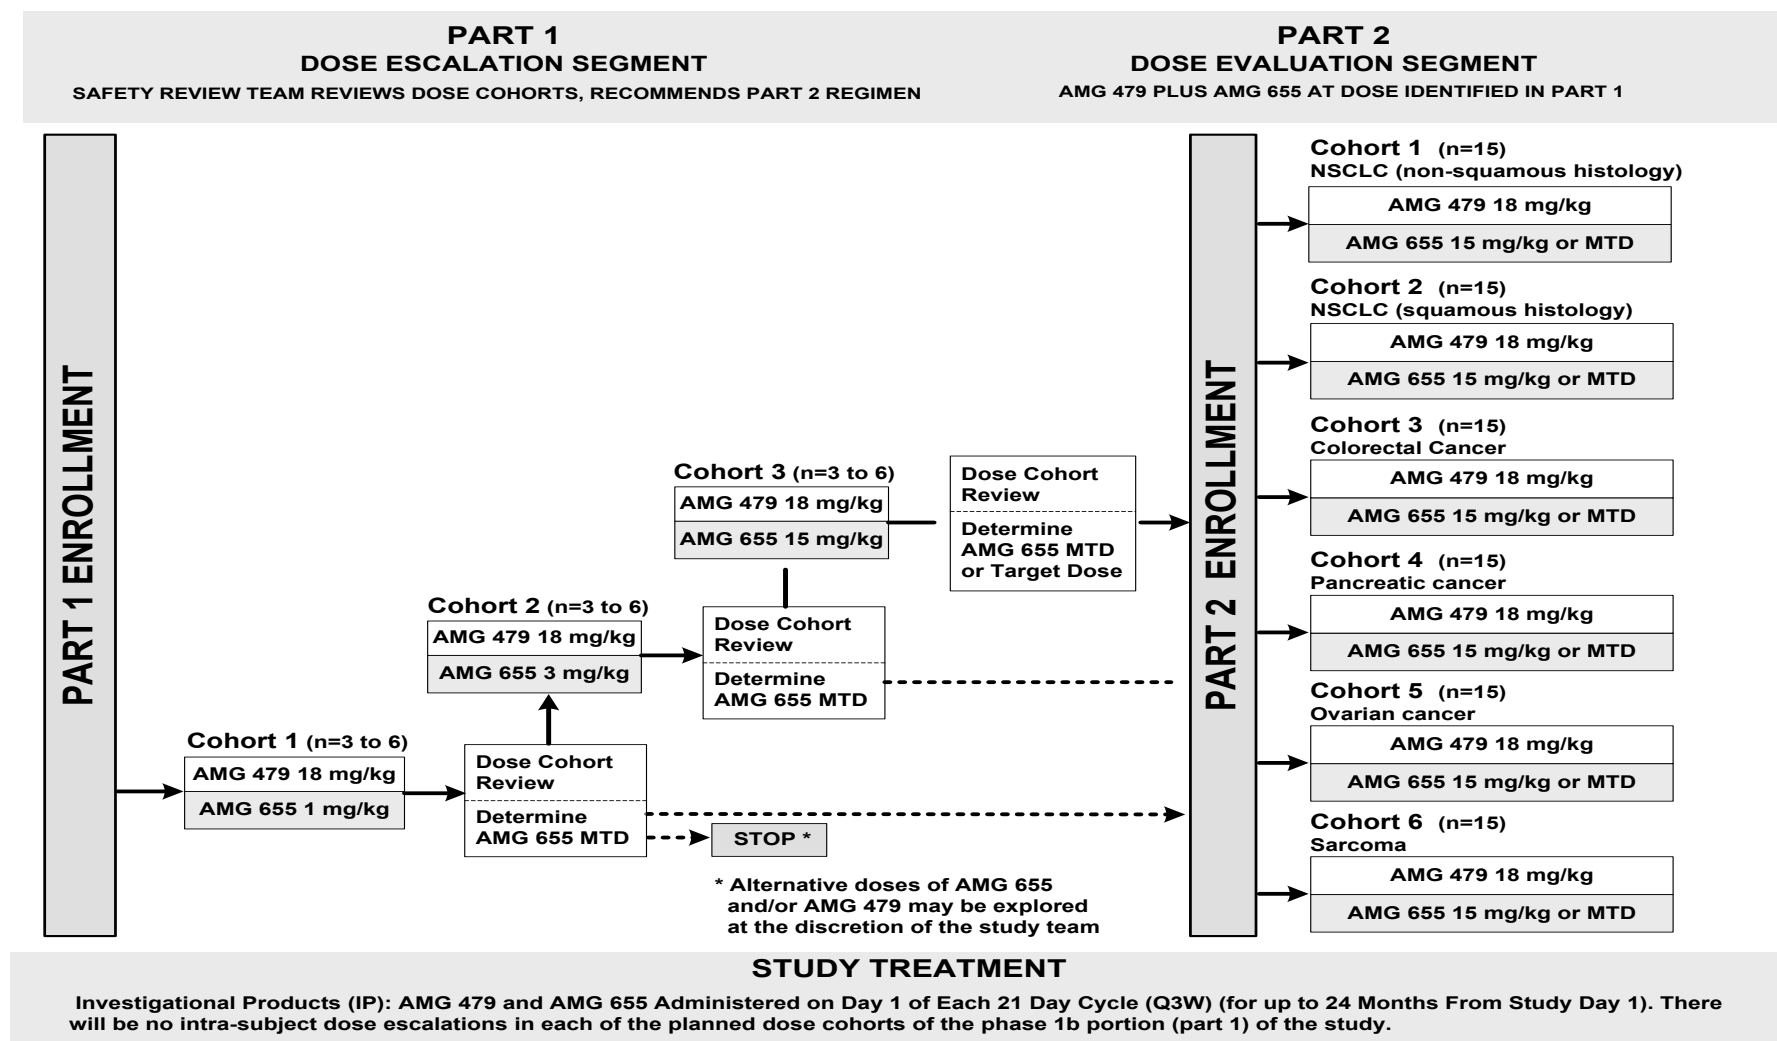 PART 1
DOSE ESCALATION SEGMENT
SAFETY REVIEW TEAM REVIEWS DOSE COHORTS, RECOMMENDS PART 2 REGIMEN
PART 2
DOSE EVALUATION SEGMENT
AMG 479 PLUS AMG 655 AT DOSE IDENTIFIED IN PART 1
PART 1 ENROLLMENT
Cohort 1 (n=3 to 6)
AMG 479 18 mg/kg
AMG 655 1 mg/kg
Dose Cohort
Review
Determine
AMG 655 MTD
STOP *
* Alternative doses of AMG 655
and/or AMG 479 may be explored
at the discretion of the study team
Cohort 2 (n=3 to 6)
AMG 479 18 mg/kg
AMG 655 3 mg/kg
Dose Cohort
Review
Determine
AMG 655 MTD
Cohort 3 (n=3 to 6)
AMG 479 18 mg/kg
AMG 655 15 mg/kg
Dose Cohort
Review
Determine
AMG 655 MTD
or Target Dose
PART 2 ENROLLMENT
Cohort 1 (n=15)
NSCLC (non-squamous histology)
AMG 479 18 mg/kg
AMG 655 15 mg/kg or MTD
Cohort 2 (n=15)
NSCLC (squamous histology)
AMG 479 18 mg/kg
AMG 655 15 mg/kg or MTD
Cohort 3 (n=15)
Colorectal Cancer
AMG 479 18 mg/kg
AMG 655 15 mg/kg or MTD
Cohort 4 (n=15)
Pancreatic cancer
AMG 479 18 mg/kg
AMG 655 15 mg/kg or MTD
Cohort 5 (n=15)
Ovarian cancer
AMG 479 18 mg/kg
AMG 655 15 mg/kg or MTD
Cohort 6 (n=15)
Sarcoma
AMG 479 18 mg/kg
AMG 655 15 mg/kg or MTD
STUDY TREATMENT
Investigational Products (IP): AMG 479 and AMG 655 Administered on Day 1 of Each 21 Day Cycle (Q3W) (for up to 24 Months From Study Day 1). There
will be no intra-subject dose escalations in each of the planned dose cohorts of the phase 1b portion (part 1) of the study.